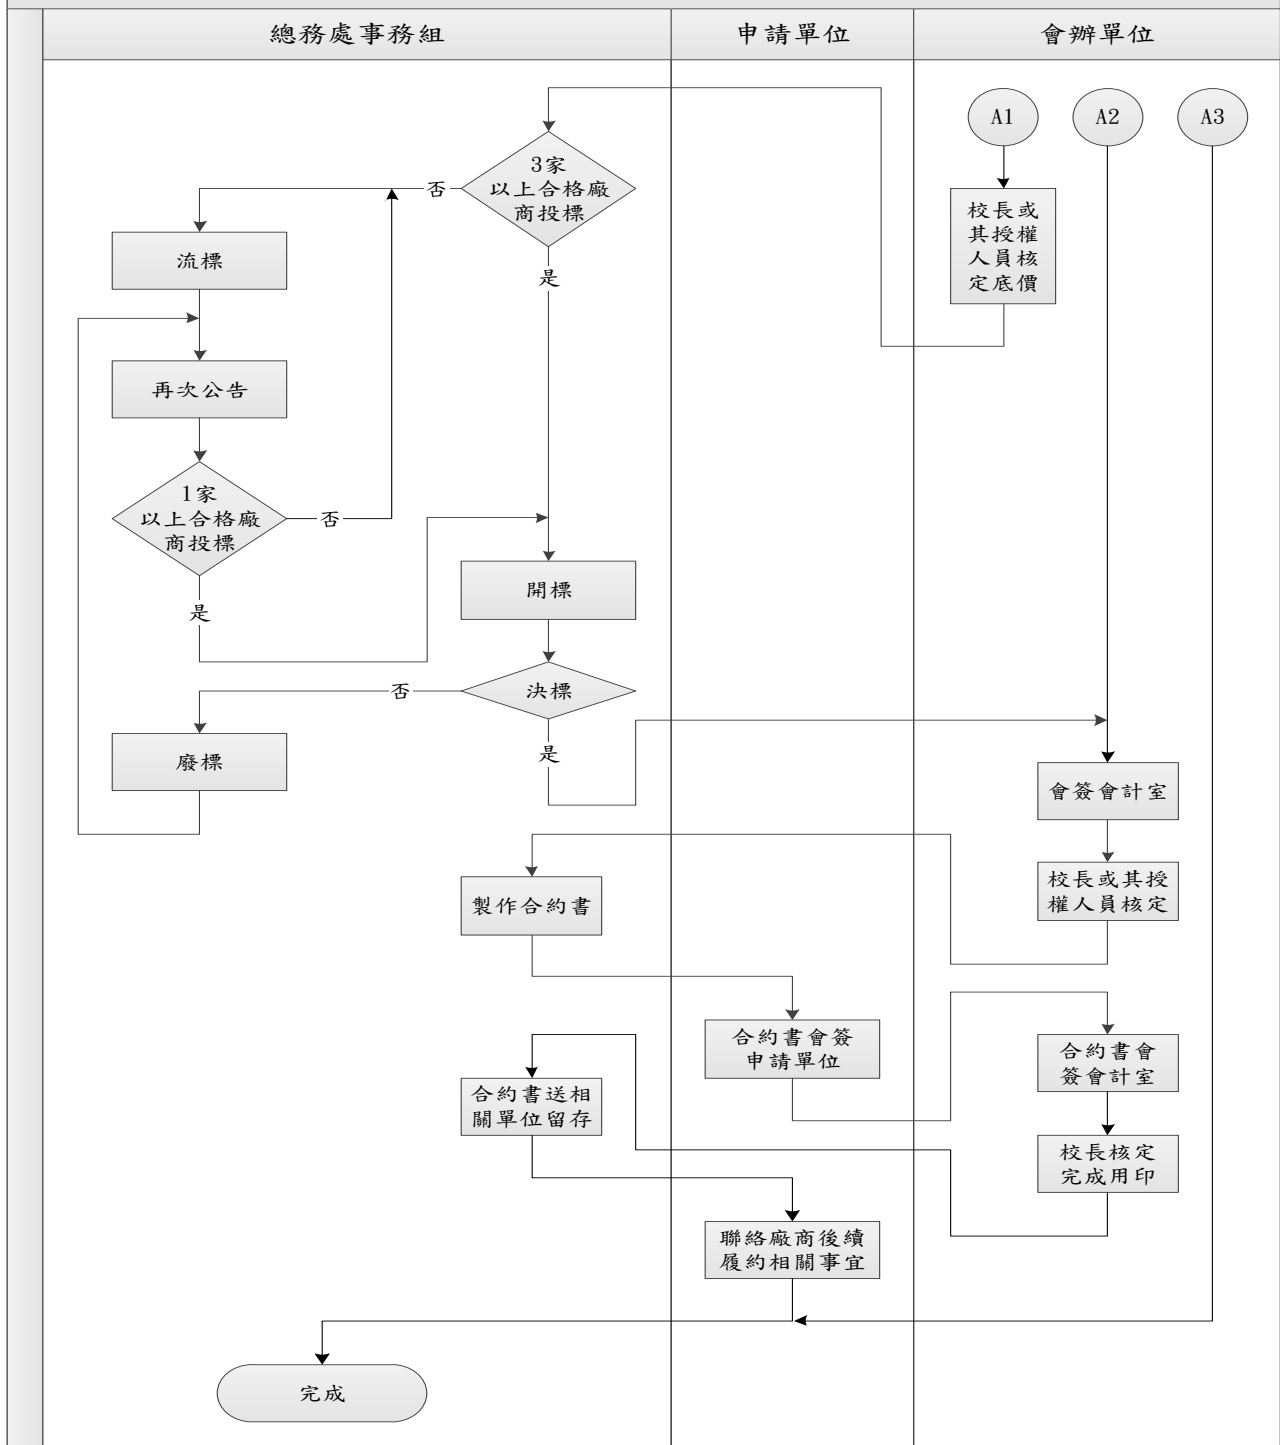 總務處事務組
申請單位
會辦單位
A1
A2
A3
3家
以上合格廠
商投標
否
是
校長或
其授權
人員核
定底價
流標
再次公告
1家
以上合格廠
商投標
否
是
開標
決標
否
是
廢標
會簽會計室
校長或其授
權人員核定
製作合約書
合約書會簽
申請單位
合約書會
簽會計室
合約書送相
關單位留存
校長核定
完成用印
聯絡廠商後續
履約相關事宜
完成